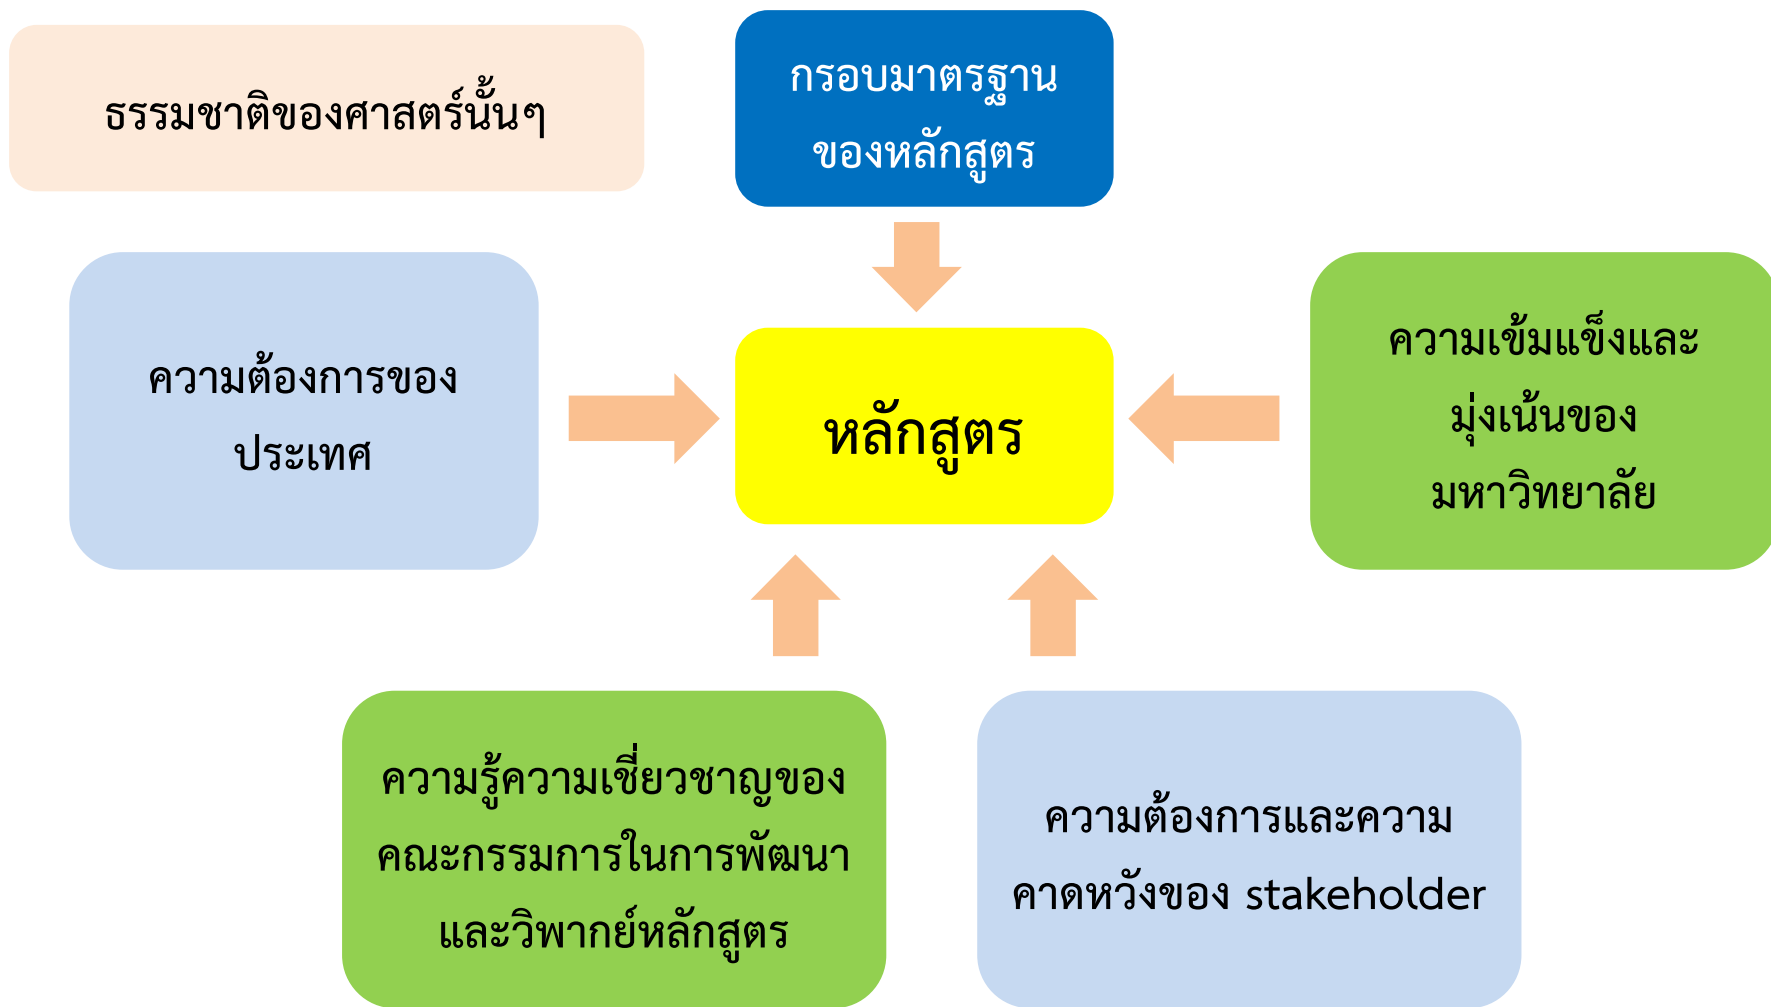 ธรรมชาติของศาสตร์นั้นๆ
กรอบมาตรฐาน
ของหลักสูตร
ความต้องการของ
ประเทศ
หลักสูตร
ความเข้มแข็งและ
มุ่งเน้นของ
มหาวิทยาลัย
ความรู้ความเชี่ยวชาญของ
คณะกรรมการในการพัฒนา
และวิพากย์หลักสูตร
ความต้องการและความ
คาดหวังของ stakeholder